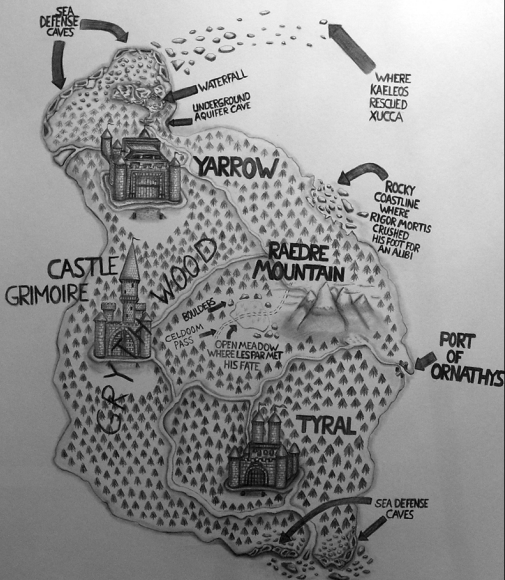 SEA
DEFENSE
CAVES
WHERE
KAELEOS
RESCUED
XUCCA
WATERFALL
UNDERGROUND
AQUIFER CAVE
YARROW
ROCKY
COASTLINE
WHERE
RIGOR MORTIS
CRUSHED
HIS FOOT FOR
AN ALIBI
CASTLE
GRIMOIRE
GRYTH WOOD
RAEDRE
MOUNTAIN
BOULDERS
CELDOOM
PASS
OPEN MEADOW
WHERE LESPAR MET
HIS FATE
PORT
OF
ORNATHYS
TYRAL
SEA DEFENSE
CAVES